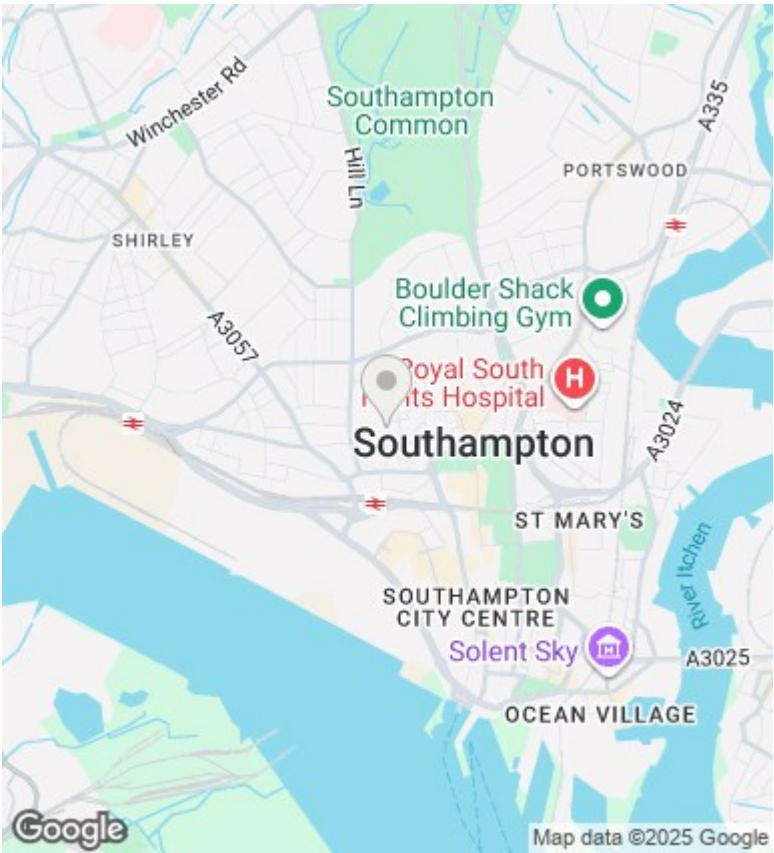 Winchester Rd
Southampton
Common
Hill Ln
A335
PORTSWOOD
SHIRLEY
Boulder Shack
Climbing Gym
A3057
Royal South
Hospital
H
A3024
Southampton
ST MARY'S
River Itchen
SOUTHAMPTON
CITY CENTRE
Solent Sky
A3025
OCEAN VILLAGE
Google
Map data ©2025 Google